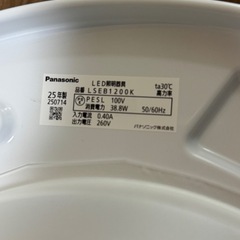 Panasonic
LED照明器具
ta30℃
25年製
品番 LSEB1200K
高力率
250714
PESL 100V
消費電力 38.8W 50/60Hz
入力電流 0.40A
出力電圧 260V
パナソニック株式会社